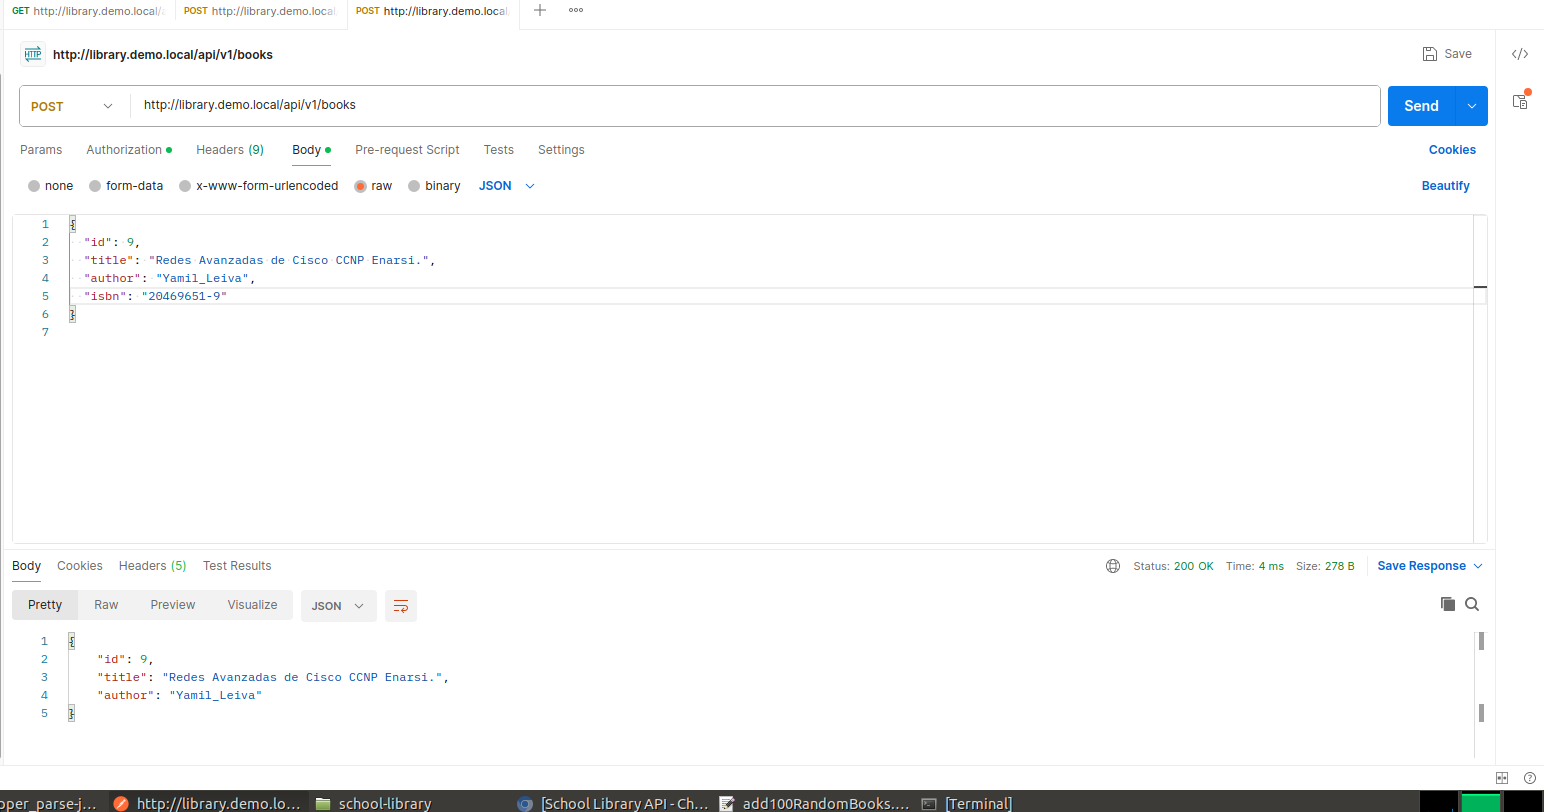 GET http://library.demo.local/a
POST http://library.demo.local
POST http://library.demo.local
HTTP http://library.demo.local/api/v1/books
Save
POST http://library.demo.local/api/v1/books
Send
Params Authorization Headers (9) Body Pre-request Script Tests Settings Cookies
none form-data x-www-form-urlencoded raw binary JSON Beautify
1 {
2 "id": 9,
3 "title": "Redes Avanzadas de Cisco CCNP Enarsi.",
4 "author": "Yamil_Leiva",
5 "isbn": "20469651-9"
6 }
7
Body Cookies Headers (5) Test Results Status: 200 OK Time: 4 ms Size: 278 B Save Response
Pretty Raw Preview Visualize JSON
1 {
2 "id": 9,
3 "title": "Redes Avanzadas de Cisco CCNP Enarsi.",
4 "author": "Yamil_Leiva"
5 }
oper_parse-j... http://library.demo.lo... school-library [School Library API - Ch... add100RandomBooks.... [Terminal]